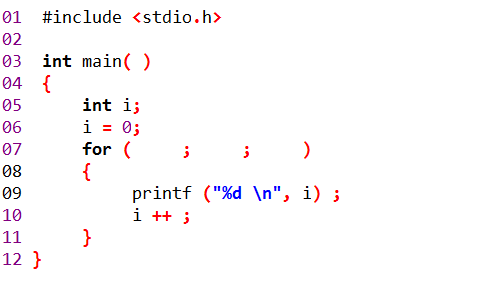 01 #include <stdio.h>
02
03 int main( )
04 {
05 int i;
06 i = 0;
07 for ( ; ; )
08 {
09 printf ("%d \n", i) ;
10 i ++ ;
11 }
12 }